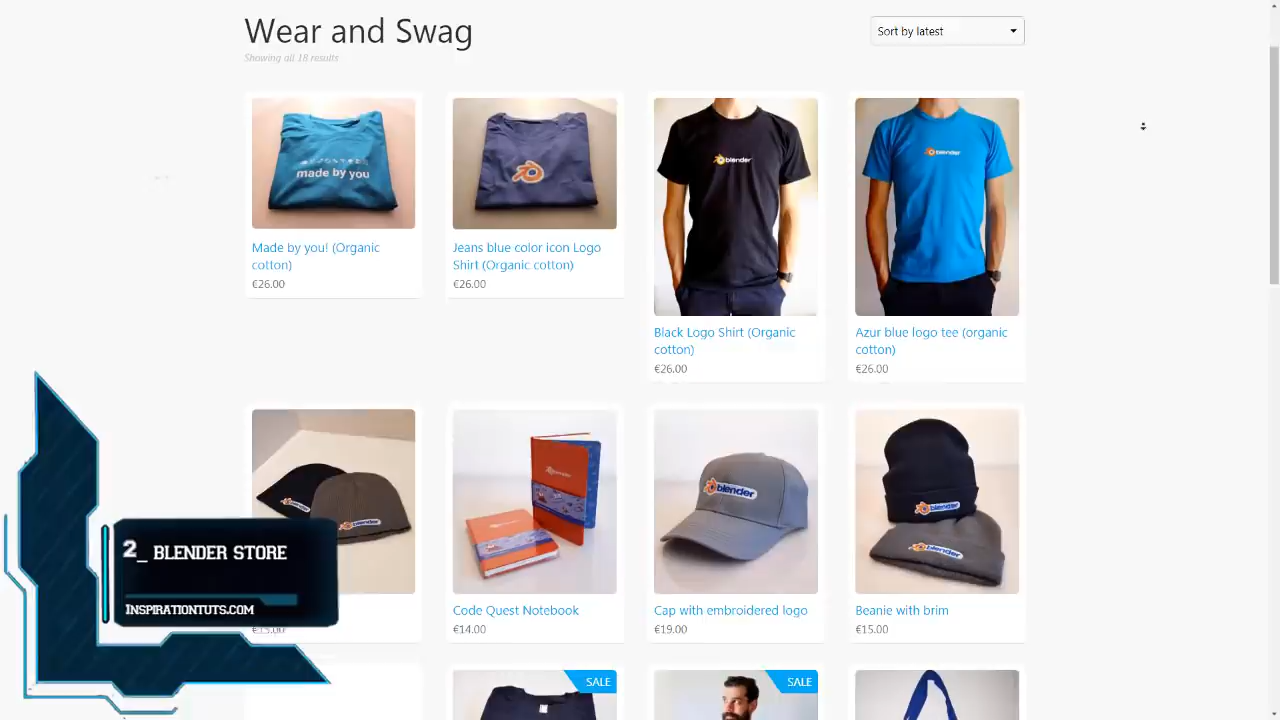 Wear and Swag
Sort by latest
Showing all 18 results
made by you
blender
blender
Made by you! (Organic
cotton)
€26.00
Jeans blue color icon Logo
Shirt (Organic cotton)
€26.00
Black Logo Shirt (Organic
cotton)
€26.00
Azur blue logo tee (organic
cotton)
€26.00
blender
blender
blender
blender
blender
blender
2_ BLENDER STORE
INSPIRATIONTUTS.COM
€15.00
Code Quest Notebook
€14.00
Cap with embroidered logo
€19.00
Beanie with brim
€15.00
SALE
SALE